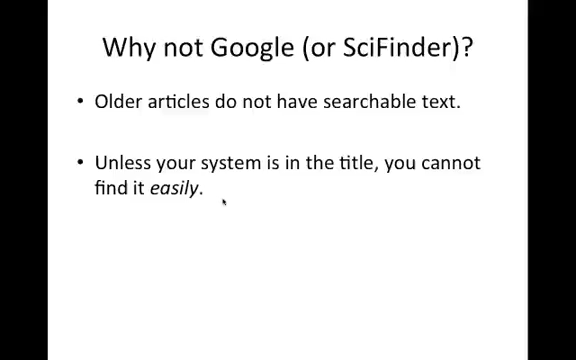 Why not Google (or SciFinder)?
• Older articles do not have searchable text.
• Unless your system is in the title, you cannot
find it easily.